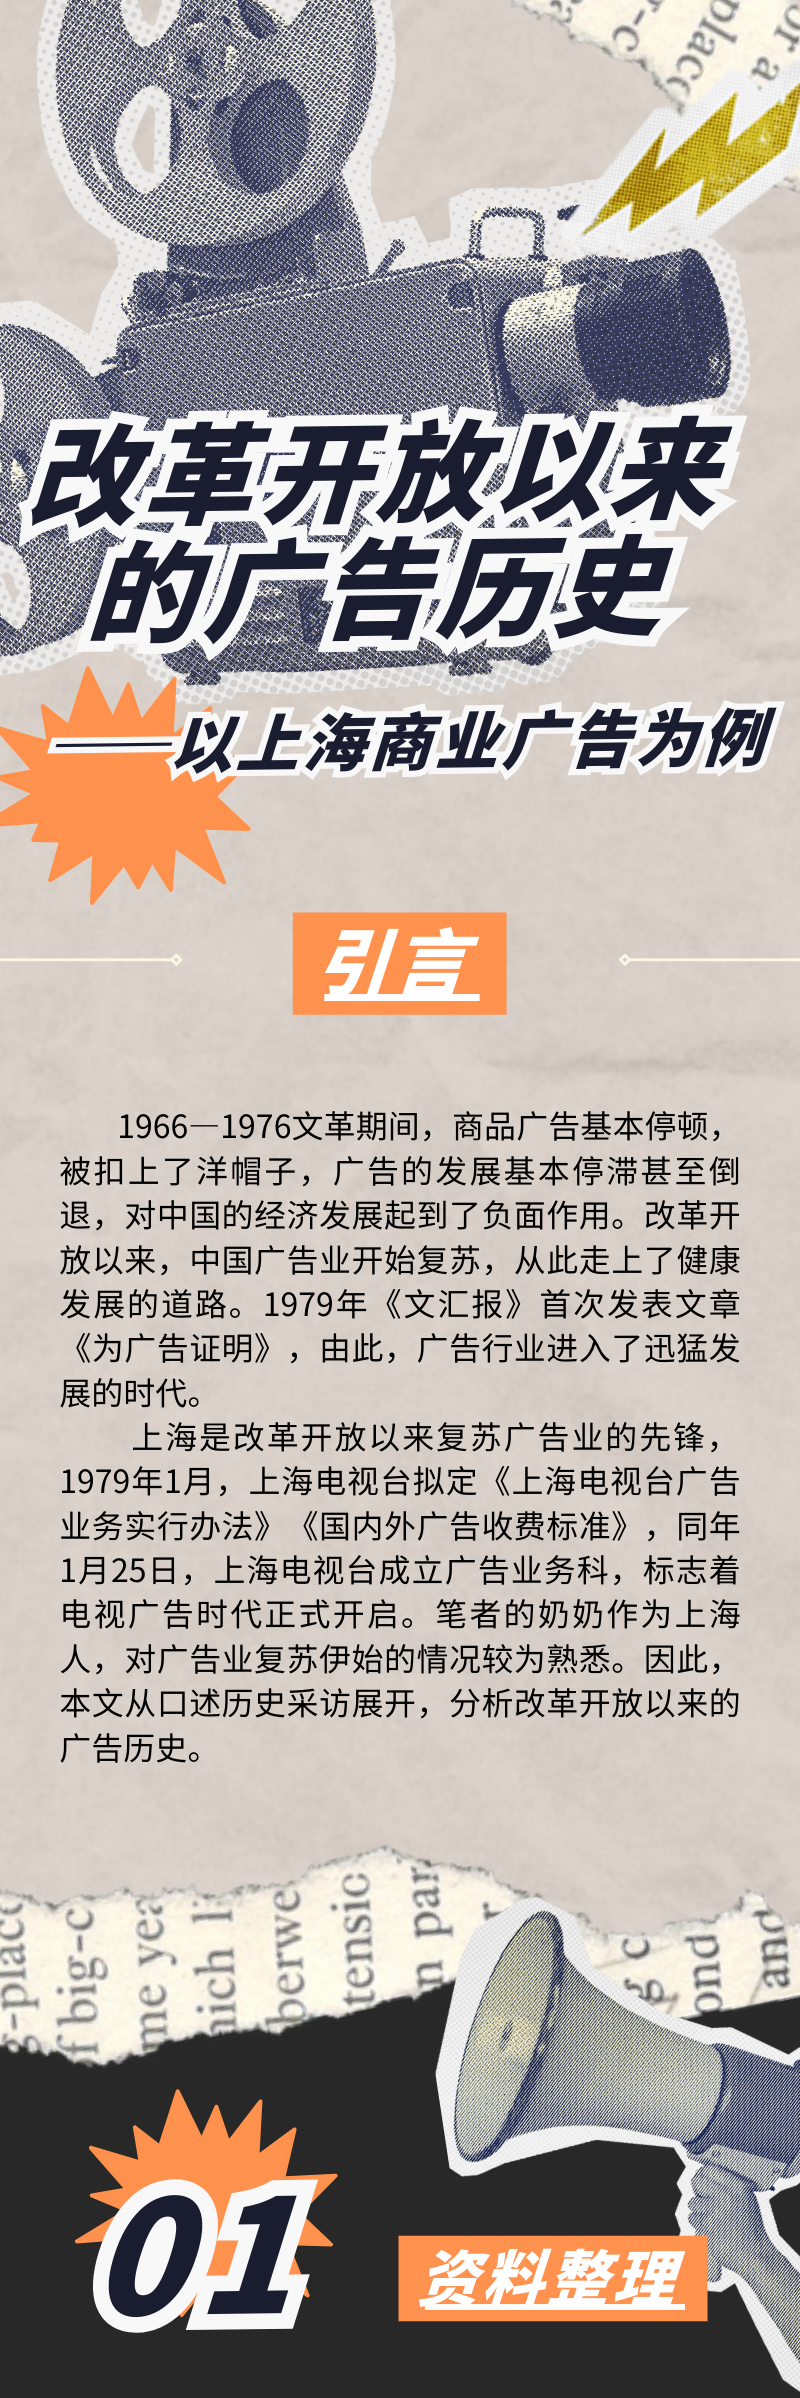 r-c
place
or a
改革开放以来
的广告历史
——以上海商业广告为例
引言
1966—1976文革期间，商品广告基本停顿，
被扣上了洋帽子，广告的发展基本停滞甚至倒
退，对中国的经济发展起到了负面作用。改革开
放以来，中国广告业开始复苏，从此走上了健康
发展的道路。1979年《文汇报》首次发表文章
《为广告证明》，由此，广告行业进入了迅猛发
展的时代。
上海是改革开放以来复苏广告业的先锋，
1979年1月，上海电视台拟定《上海电视台广告
业务实行办法》《国内外广告收费标准》，同年
1月25日，上海电视台成立广告业务科，标志着
电视广告时代正式开启。笔者的奶奶作为上海
人，对广告业复苏伊始的情况较为熟悉。因此，
本文从口述历史采访展开，分析改革开放以来的
广告历史。
g-place
of big-c
me yea
hich li
berwe
tensic
n par
g c
ond
and
01
资料整理